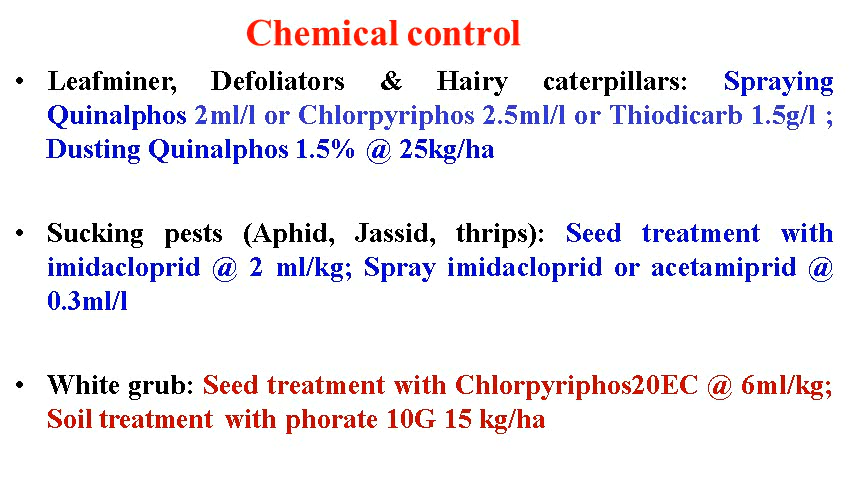 Chemical control
• Leafminer, Defoliators & Hairy caterpillars: Spraying
Quinalphos 2ml/l or Chlorpyriphos 2.5ml/l or Thiodicarb 1.5g/l ;
Dusting Quinalphos 1.5% @ 25kg/ha
• Sucking pests (Aphid, Jassid, thrips): Seed treatment with
imidacloprid @ 2 ml/kg; Spray imidacloprid or acetamiprid @
0.3ml/l
• White grub: Seed treatment with Chlorpyriphos20EC @ 6ml/kg;
Soil treatment with phorate 10G 15 kg/ha